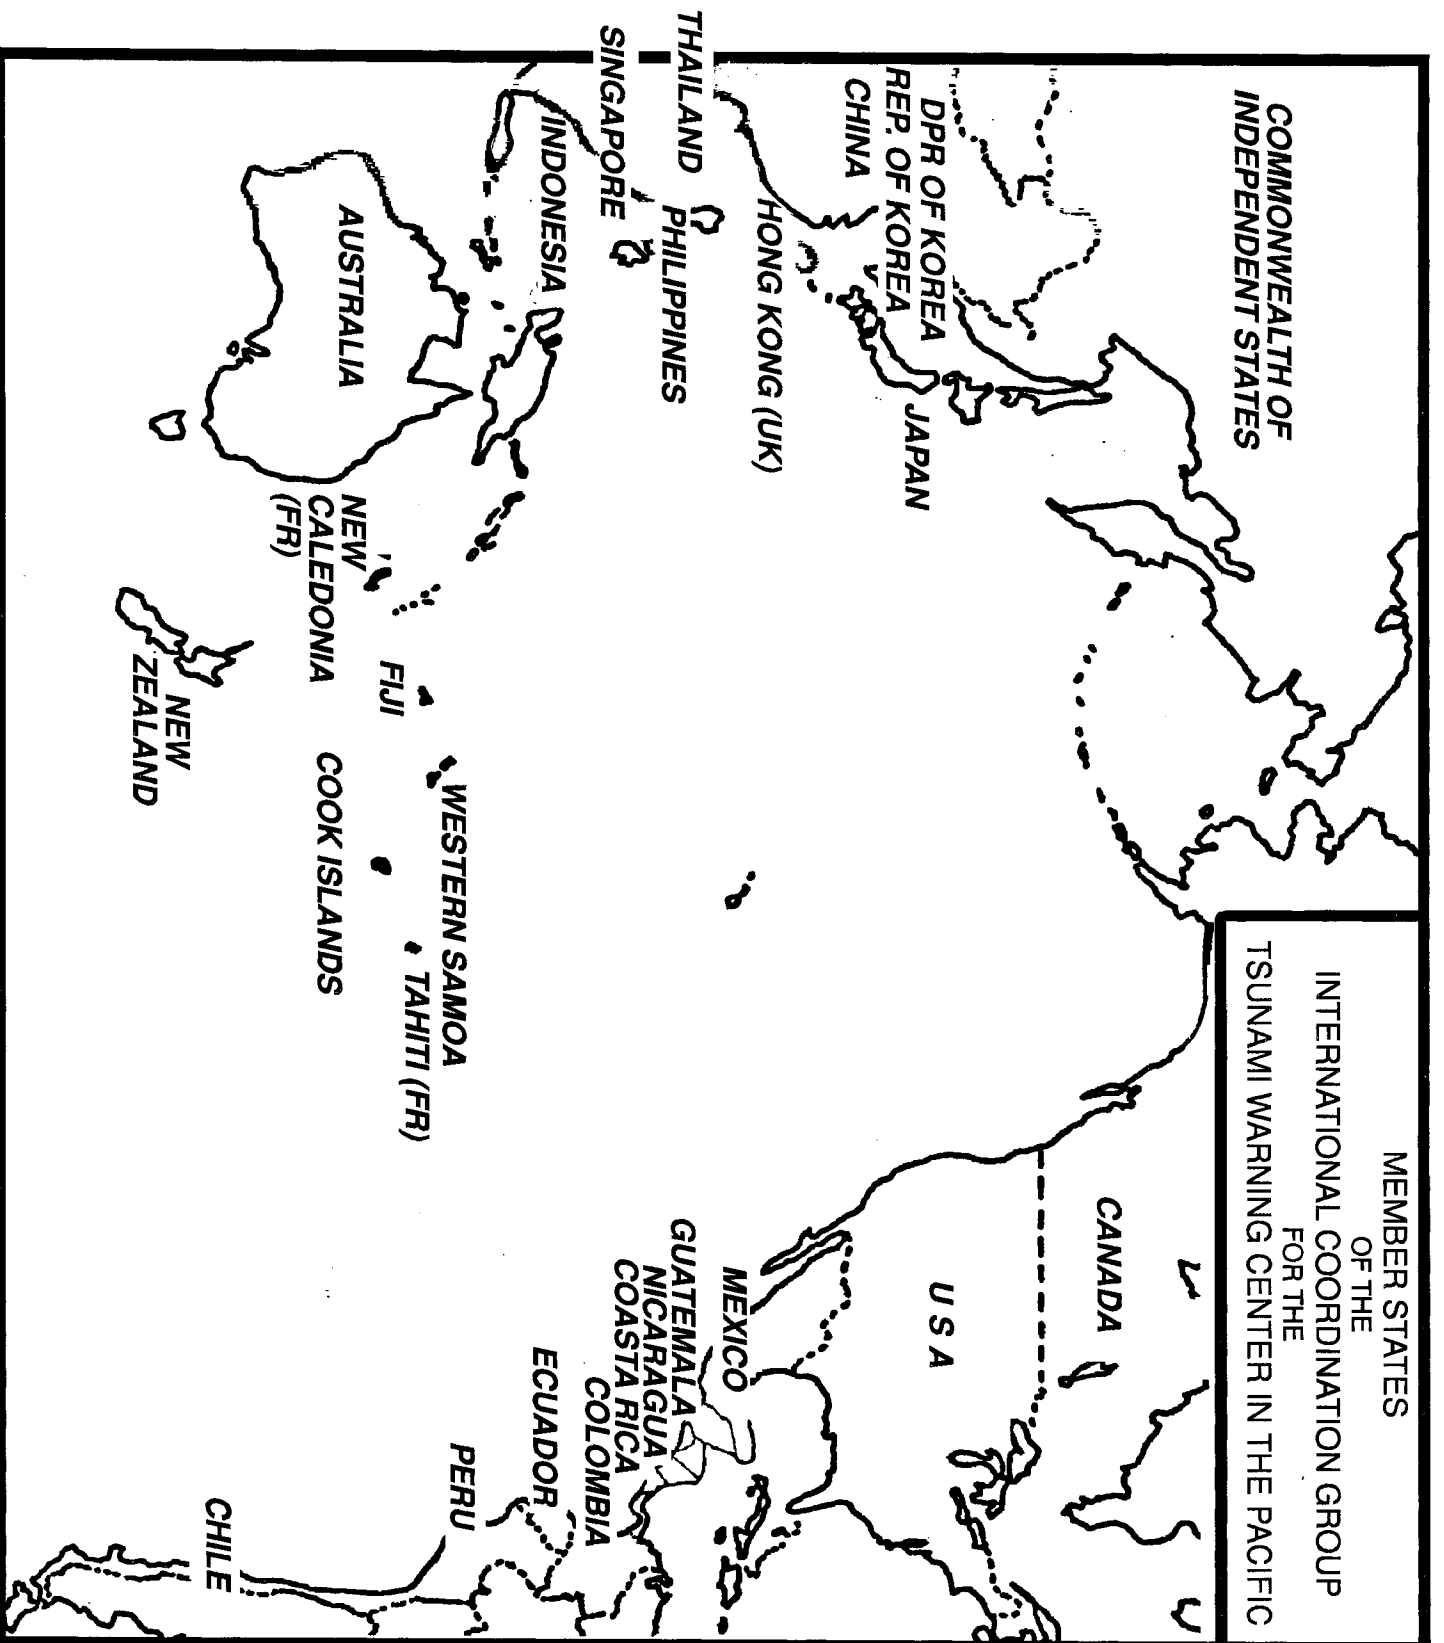 MEMBER STATES
OF THE
INTERNATIONAL COORDINATION GROUP
FOR THE
TSUNAMI WARNING CENTER IN THE PACIFIC
COMMONWEALTH OF
INDEPENDENT STATES
CANADA
U S A
DPR OF KOREA
REP. OF KOREA
CHINA
JAPAN
HONG KONG (UK)
THAILAND
PHILIPPINES
SINGAPORE
INDONESIA
MEXICO
GUATEMALA
NICARAGUA
COASTA RICA
COLOMBIA
ECUADOR
PERU
WESTERN SAMOA
TAHITI (FR)
FIJI
COOK ISLANDS
AUSTRALIA
NEW
CALEDONIA
(FR)
NEW
ZEALAND
CHILE